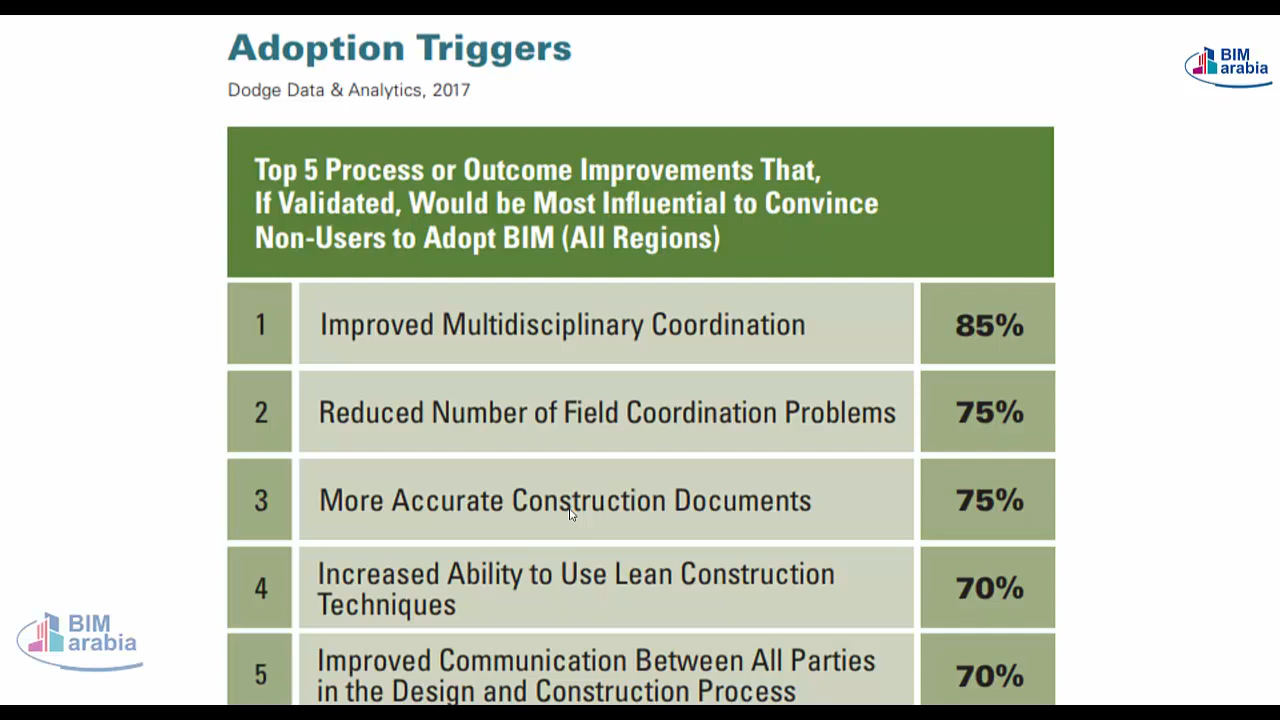 Adoption Triggers
Dodge Data & Analytics, 2017
BIM
arabia
Top 5 Process or Outcome Improvements That,
If Validated, Would be Most Influential to Convince
Non-Users to Adopt BIM (All Regions)
1 Improved Multidisciplinary Coordination 85%
2 Reduced Number of Field Coordination Problems 75%
3 More Accurate Construction Documents 75%
4 Increased Ability to Use Lean Construction
Techniques 70%
5 Improved Communication Between All Parties
in the Design and Construction Process 70%
BIM
arabia